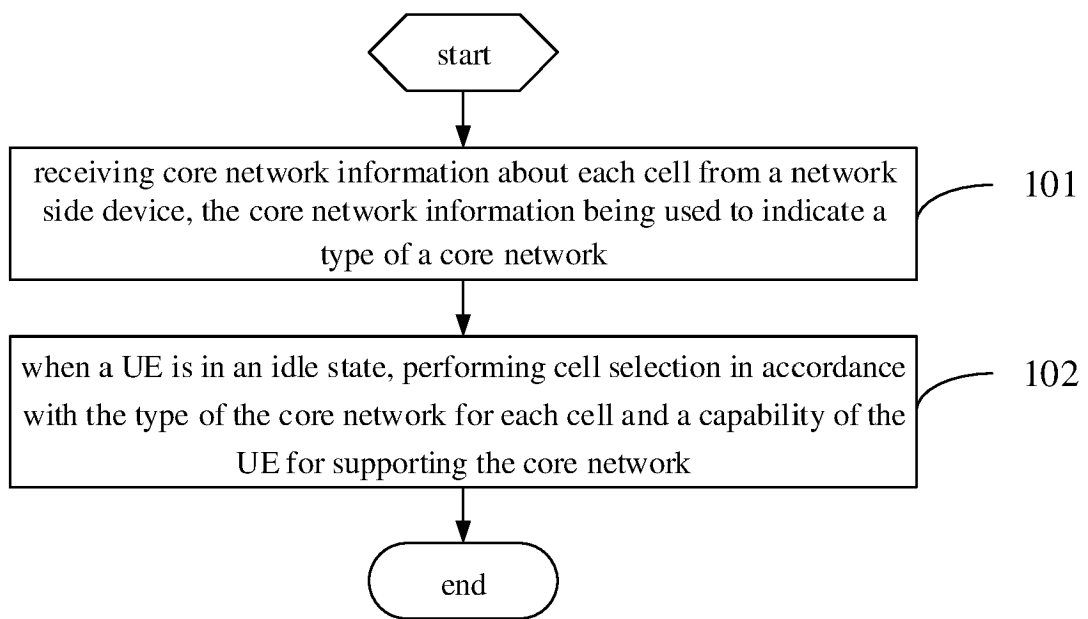 start
receiving core network information about each cell from a network
side device, the core network information being used to indicate a
type of a core network
101
when a UE is in an idle state, performing cell selection in accordance
with the type of the core network for each cell and a capability of the
UE for supporting the core network
102
end